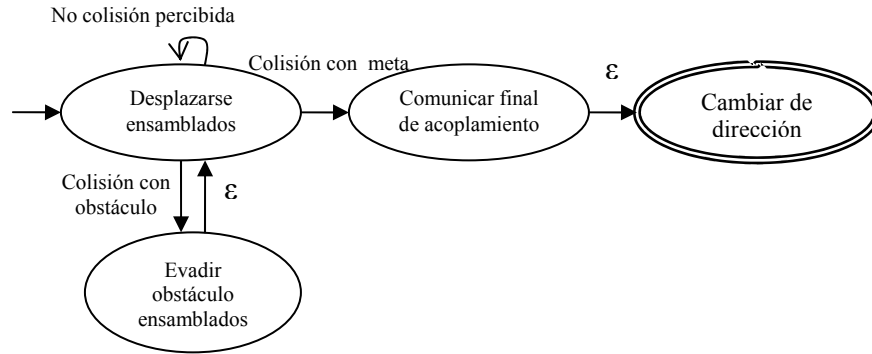 No colisión percibida
Colisión con meta
Desplazarse
ensamblados
Comunicar final
de acoplamiento
ε
Cambiar de
dirección
Colisión con
obstáculo
ε
Evadir
obstáculo
ensamblados